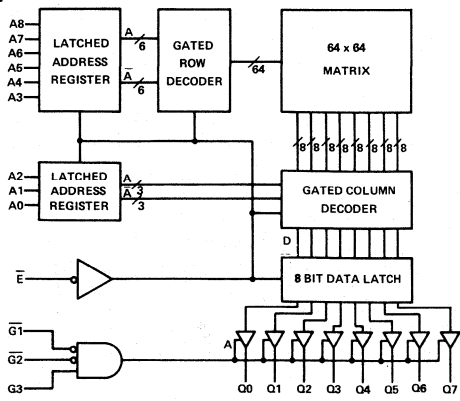 A8
A7
A6
A5
A4
A3
LATCHED
ADDRESS
REGISTER
A
6
A̅
6
GATED
ROW
DECODER
64
64 x 64
MATRIX
8 8 8 8 8 8 8 8
A2
A1
A0
LATCHED
ADDRESS
REGISTER
A
3
A̅
3
GATED COLUMN
DECODER
D
E̅
8 BIT DATA LATCH
G̅1̅
G̅2̅
G3
A
Q0 Q1 Q2 Q3 Q4 Q5 Q6 Q7